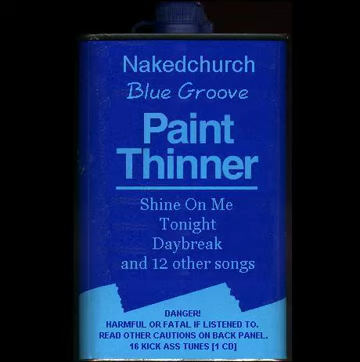 Nakedchurch
Blue Groove
Paint
Thinner
Shine On Me
Tonight
Daybreak
and 12 other songs
DANGER!
HARMFUL OR FATAL IF LISTENED TO.
READ OTHER CAUTIONS ON BACK PANEL.
16 KICK ASS TUNES [1 CD]